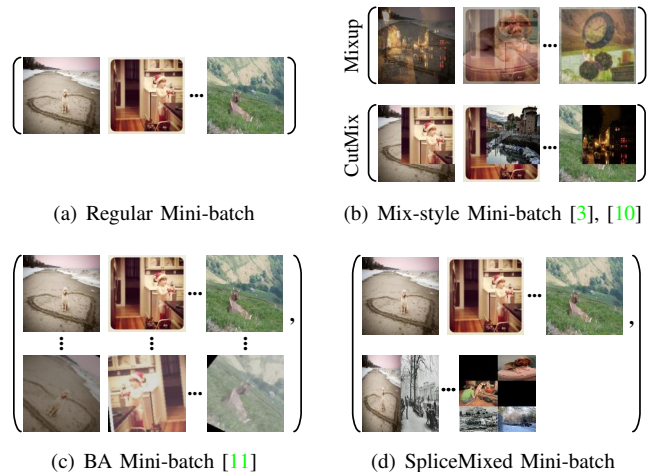 Mixup
CutMix
(a) Regular Mini-batch
(b) Mix-style Mini-batch [3], [10]
,
,
(c) BA Mini-batch [11]
(d) SpliceMixed Mini-batch